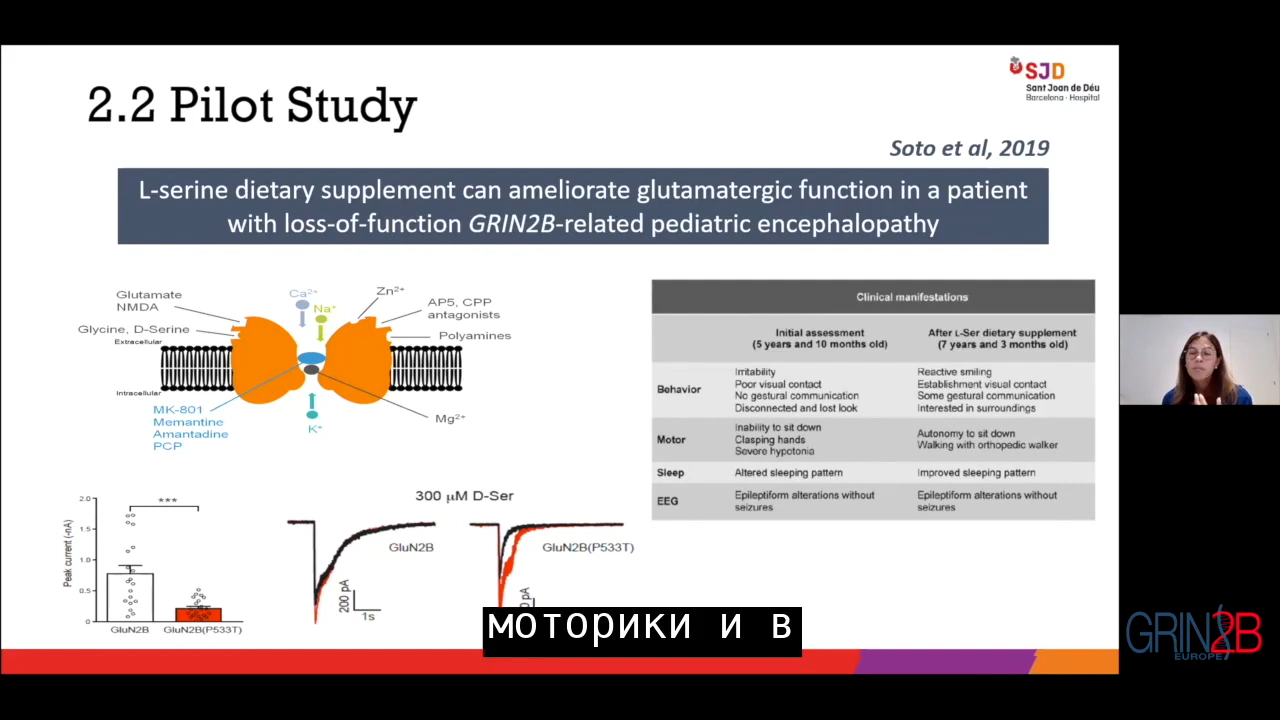 SJD
Sant Joan de Déu
Barcelona · Hospital
2.2 Pilot Study
Soto et al, 2019
L-serine dietary supplement can ameliorate glutamatergic function in a patient
with loss-of-function GRIN2B-related pediatric encephalopathy
Glutamate
NMDA
Glycine, D-Serine
Extracellular
Intracellular
Ca²⁺
Na⁺
Zn²⁺
AP5, CPP
antagonists
Polyamines
MK-801
Memantine
Amantadine
PCP
K⁺
Mg²⁺
Clinical manifestations
Initial assessment
(5 years and 10 months old)
After L-Ser dietary supplement
(7 years and 3 months old)
Behavior
Irritability
Poor visual contact
No gestural communication
Disconnected and lost look
Reactive smiling
Establishment visual contact
Some gestural communication
Interested in surroundings
Motor
Inability to sit down
Clasping hands
Severe hypotonia
Autonomy to sit down
Walking with orthopedic walker
Sleep
Altered sleeping pattern
Improved sleeping pattern
EEG
Epileptiform alterations without
seizures
Epileptiform alterations without
seizures
Peak current (-nA)
2.0
1.5
1.0
0.5
0
***
GluN2B
GluN2B(P533T)
300 µM D-Ser
GluN2B
200 pA
1s
GluN2B(P533T)
моторики и в
GRIN2B
EUROPE